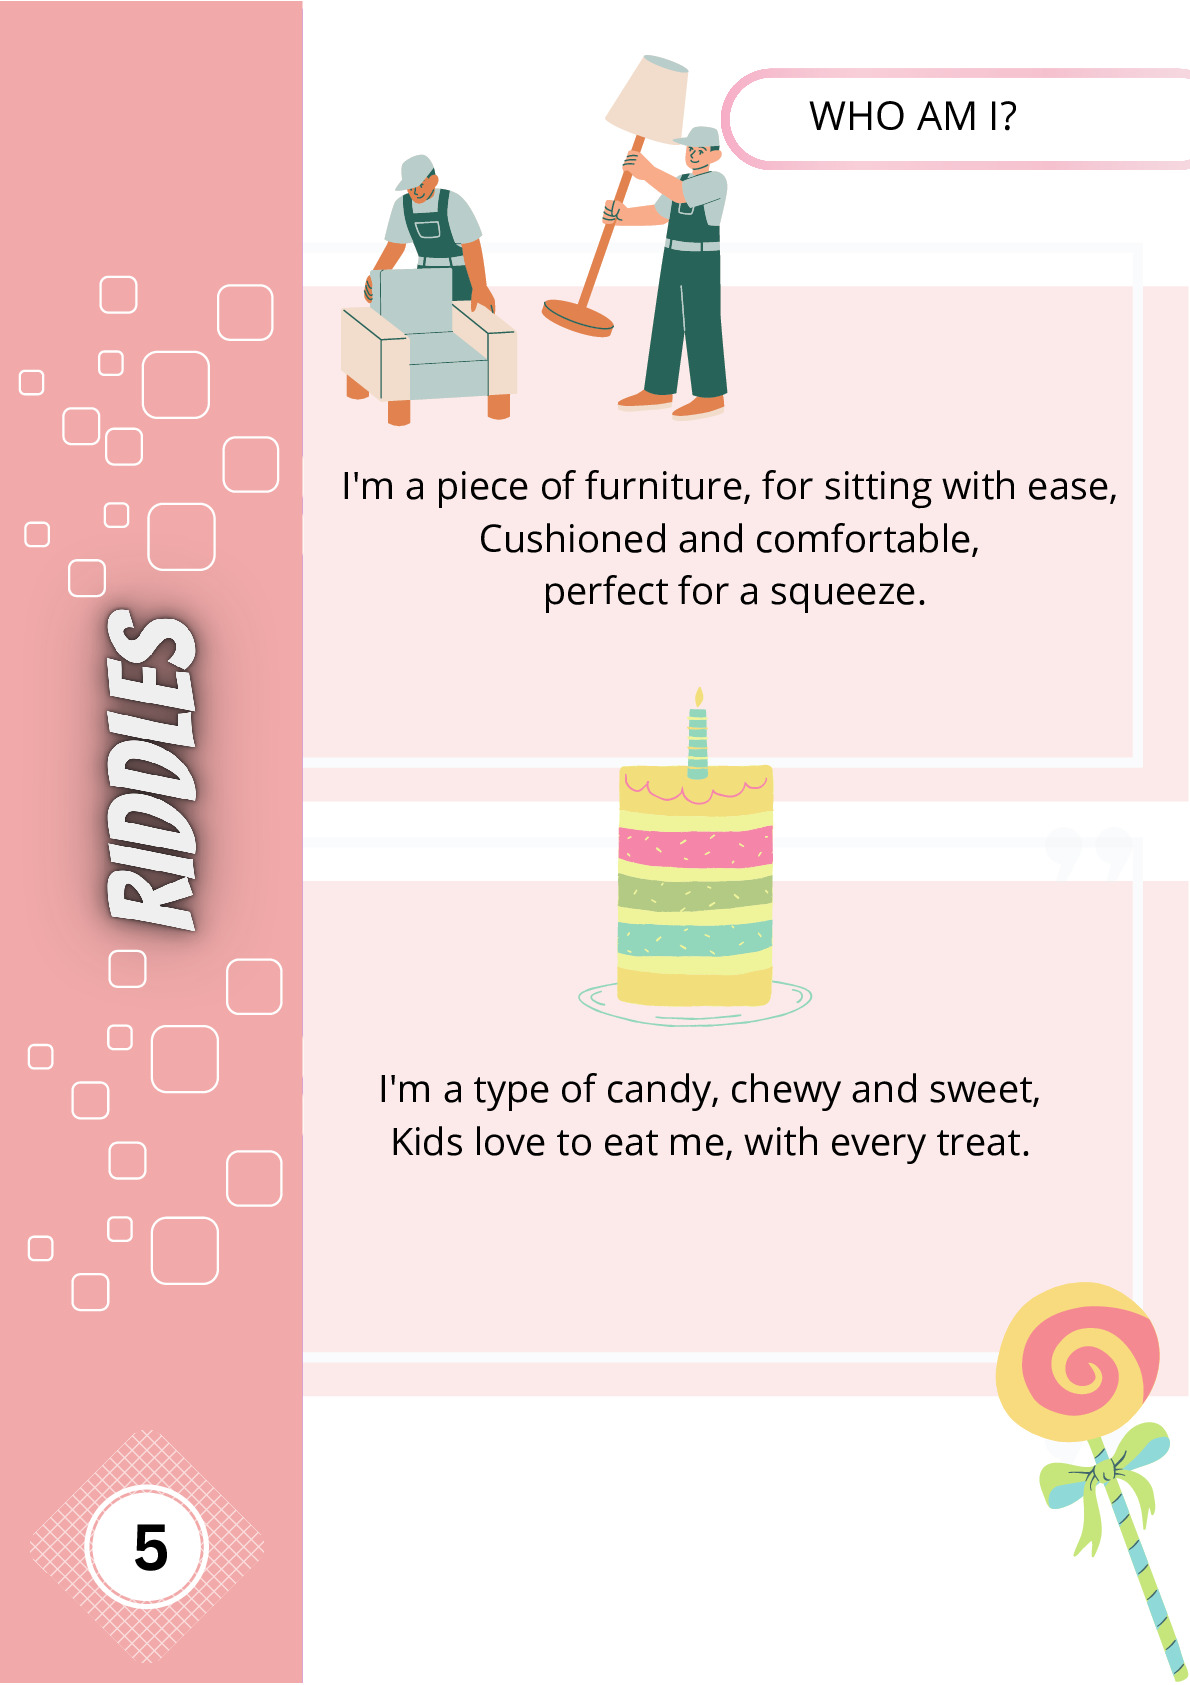 WHO AM I?
I'm a piece of furniture, for sitting with ease,
Cushioned and comfortable,
perfect for a squeeze.
RIDDLES
I'm a type of candy, chewy and sweet,
Kids love to eat me, with every treat.
5